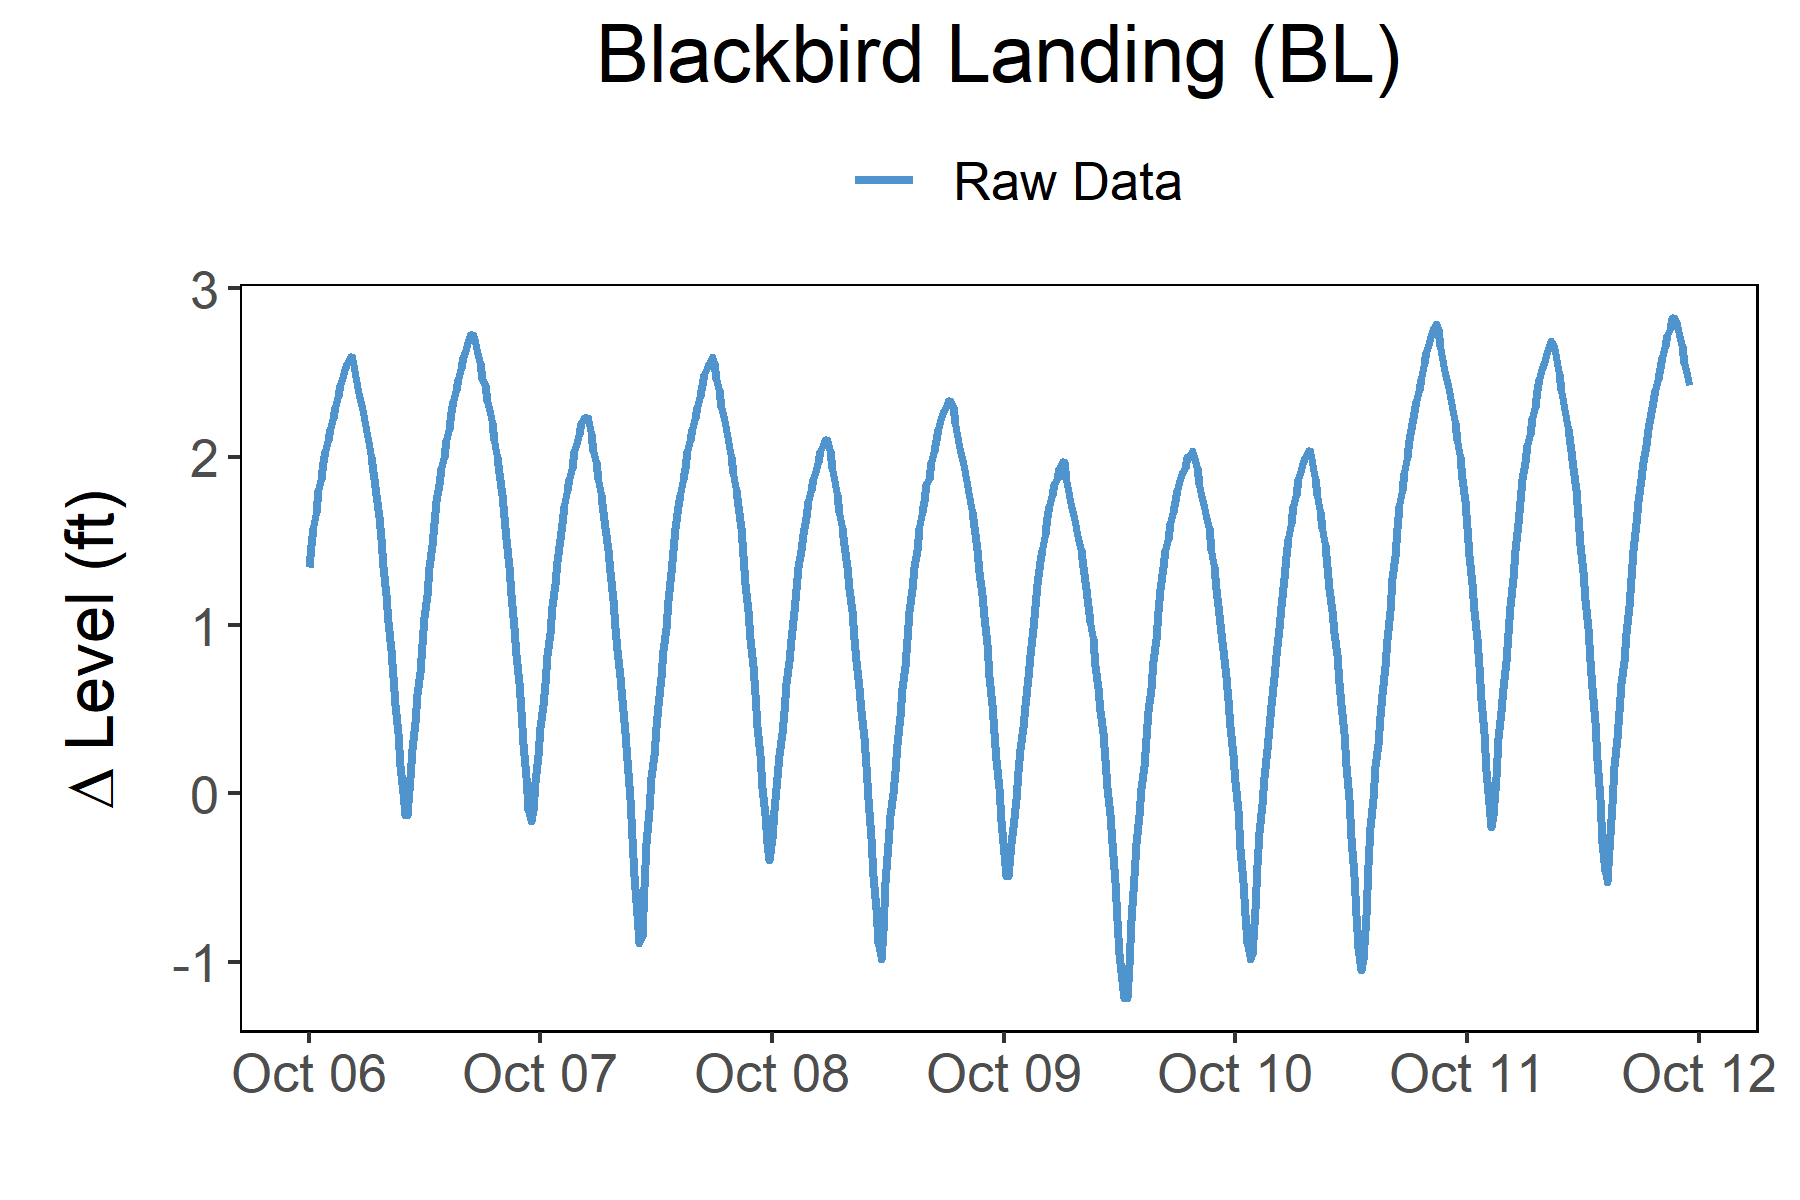 Blackbird Landing (BL)
Raw Data
Δ Level (ft)
3
2
1
0
-1
Oct 06 Oct 07 Oct 08 Oct 09 Oct 10 Oct 11 Oct 12